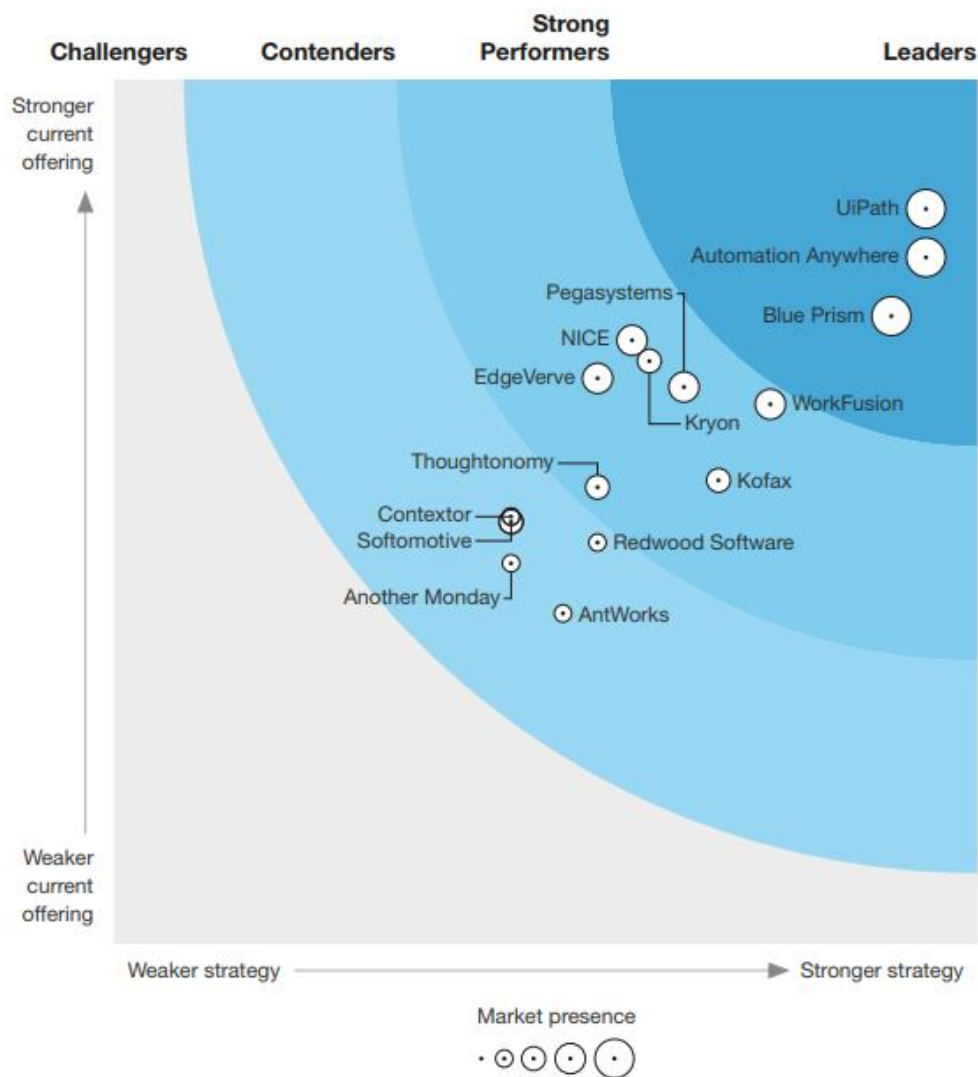 Strong
Challengers Contenders Performers Leaders
Stronger
current
offering
UiPath
Automation Anywhere
Pegasystems
Blue Prism
NICE
EdgeVerve
WorkFusion
Kryon
Thoughtonomy
Kofax
Contextor
Softomotive
Redwood Software
Another Monday
AntWorks
Weaker
current
offering
Weaker strategy Stronger strategy
Market presence